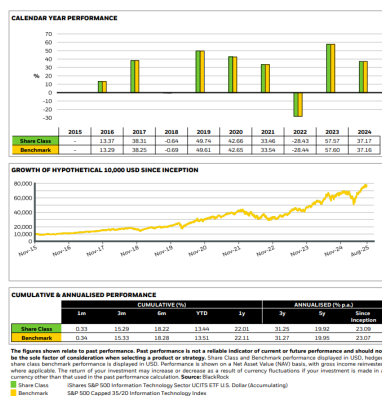 CALENDAR YEAR PERFORMANCE
70
60
50
40
30
20
10
0
-10
-20
-30
%
2015 2016 2017 2018 2019 2020 2021 2022 2023 2024
Share Class - 13.37 38.31 -0.64 49.74 42.66 33.46 -28.43 57.57 37.17
Benchmark - 13.29 38.25 -0.69 49.61 42.65 33.54 -28.44 57.60 37.16
GROWTH OF HYPOTHETICAL 10,000 USD SINCE INCEPTION
80,000
60,000
40,000
20,000
0
Nov-15 Nov-16 Nov-17 Nov-18 Nov-19 Nov-20 Nov-21 Nov-22 Nov-23 Nov-24 Aug-25
CUMULATIVE & ANNUALISED PERFORMANCE
CUMULATIVE (%) ANNUALISED (% p.a.)
1m 3m 6m YTD 1y 3y 5y Since Inception
Share Class 0.33 15.29 18.22 13.44 22.01 31.25 19.92 23.09
Benchmark 0.34 15.33 18.28 13.51 22.11 31.27 19.95 23.07
The figures shown relate to past performance. Past performance is not a reliable indicator of current or future performance and should no
be the sole factor of consideration when selecting a product or strategy. Share Class and Benchmark performance displayed in USD, hedged
share class benchmark performance is displayed in USD. Performance is shown on a Net Asset Value (NAV) basis, with gross income reinvested
where applicable. The return of your investment may increase or decrease as a result of currency fluctuations if your investment is made in
currency other than that used in the past performance calculation. Source: BlackRock
Share Class iShares S&P 500 Information Technology Sector UCITS ETF U.S. Dollar (Accumulating)
Benchmark S&P 500 Capped 35/20 Information Technology Index